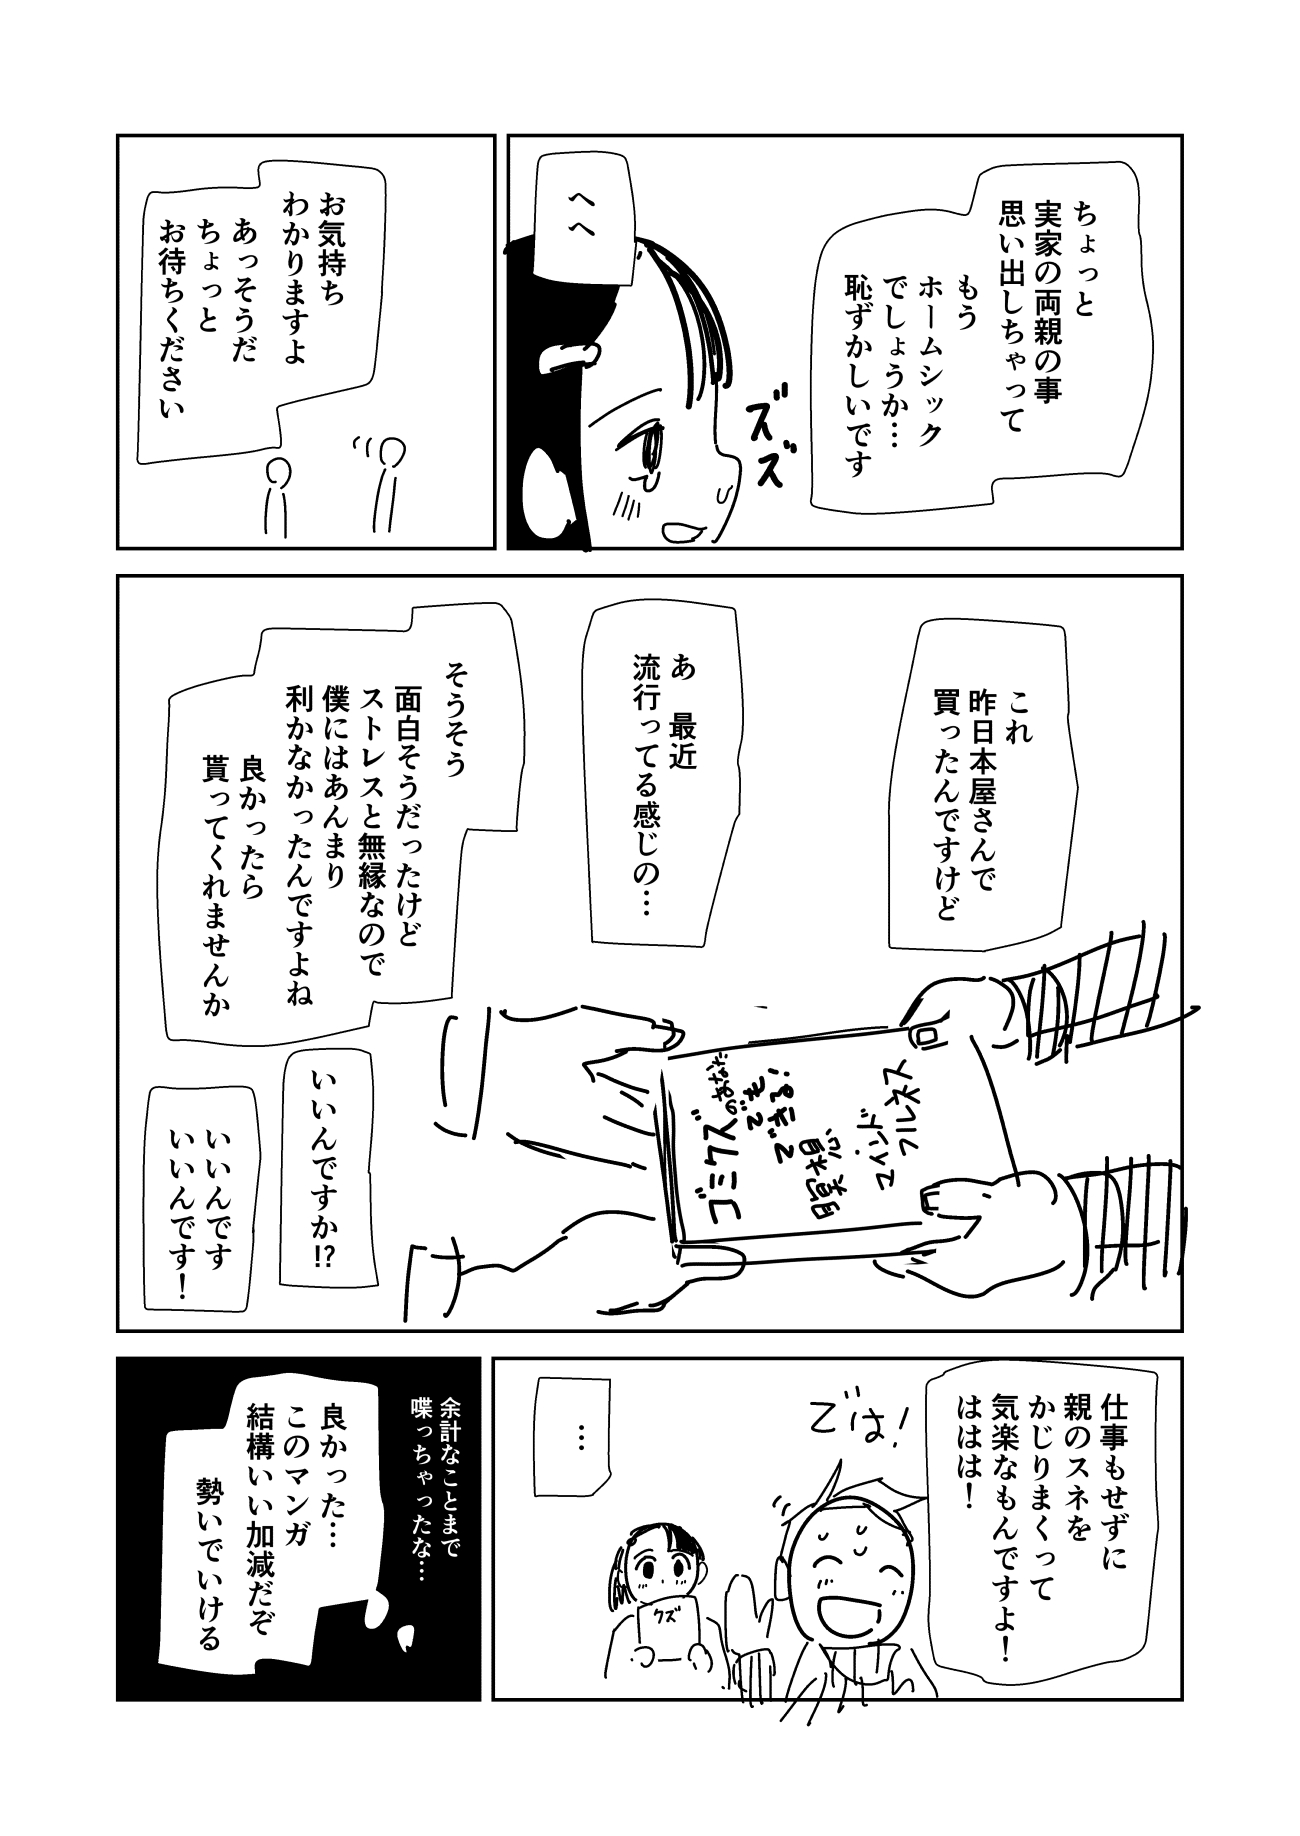 ちょっと
実家の両親の事
思い出しちゃって
もう
ホームシック
でしょうか…
恥ずかしいです
ズズ
へへ
お気持ち
わかりますよ
あっそうだ
ちょっと
お待ちください
これ
昨日本屋さんで
買ったんですけど
あ 最近
流行ってる感じの…
そうそう
面白そうだったけど
ストレスと無縁なので
僕にはあんまり
利かなかったんですよね
良かったら
貰ってくれませんか
フルネス
ゴミクズ
いいんですか!?
いいんです
いいんです！
仕事もせずに
親のスネを
かじりまくって
気楽なもんですよ！
ははは！
では！
…
クズ
余計なことまで
喋っちゃったな…
良かった…
このマンガ
結構いい加減だぞ
勢いでいける